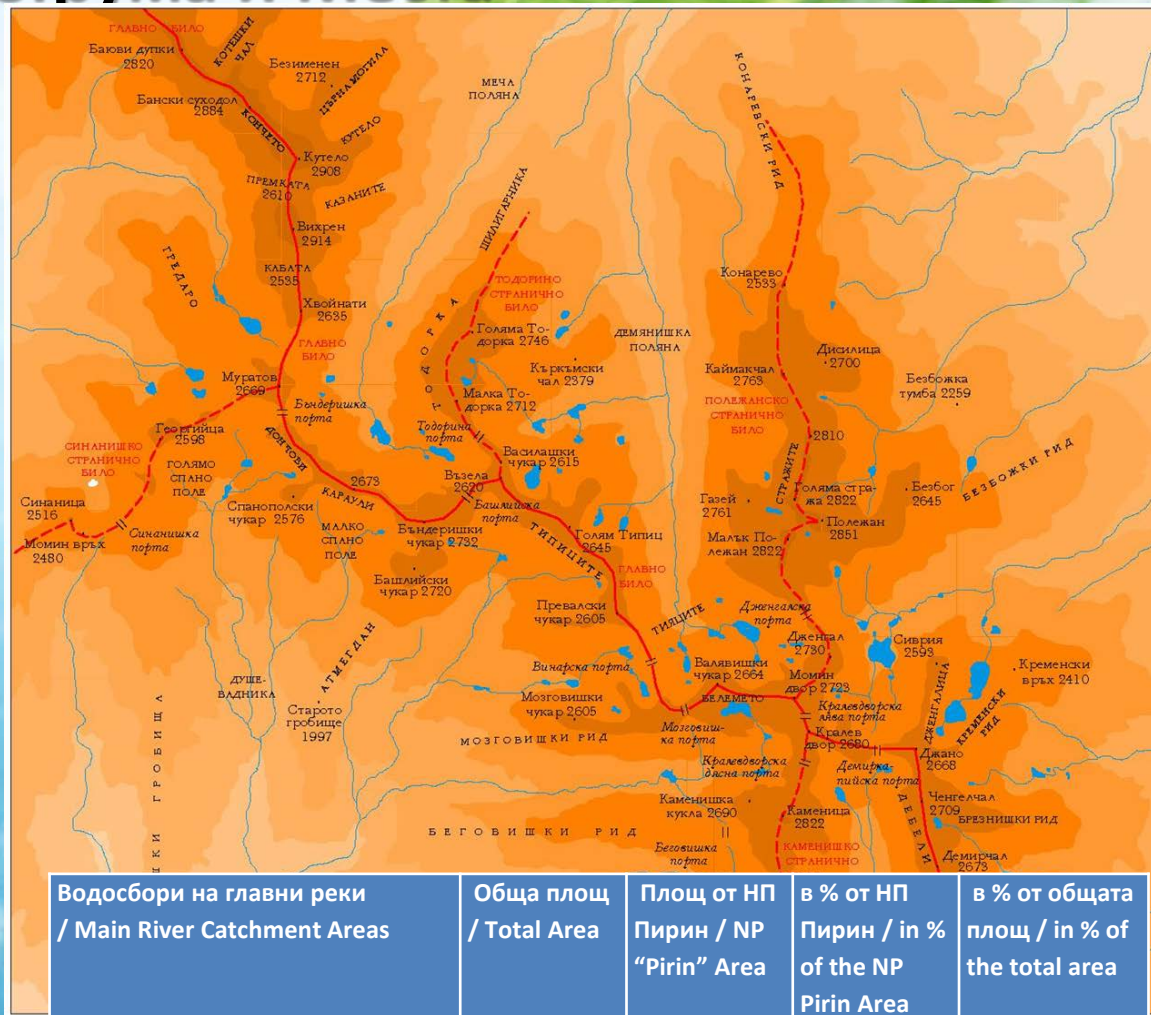 ГЛАВНО БИЛО
Баюви дупки
2820
КОТЕШКИ
ЧАЛ
Безименен
2712
ЦЪРНА МОГИЛА
Бански суходол
2884
КОНЧЕТО
КУТЕЛО
Кутело
2908
ПРЕМКАТА
2610
КАЗАНИТЕ
Вихрен
2914
КАБАТА
2535
Хвойнати
2635
ГРЕДАРО
ГЛАВНО
БИЛО
МЕЧА
ПОЛЯНА
ШИЛИГАРНИКА
КОНАРЕВСКИ РИД
ТОДОРИНО
СТРАНИЧНО
БИЛО
ТОДОРКА
Голяма То-
дорка 2746
ДЕМЯНИШКА
ПОЛЯНА
Къркъмски
чал 2379
Малка То-
дорка 2712
Тодорина
порта
Конарево
2533
Дисилица
2700
Каймакчал
2763
Безбожка
тумба 2259
ПОЛЕЖАНСКО
СТРАНИЧНО
БИЛО
2810
БЕЗБОЖКИ РИД
Муратов
2669
Бъндеришка
порта
Георгийца
2598
СИНАНИШКО
СТРАНИЧНО
БИЛО
ГОЛЯМО
СПАНО
ПОЛЕ
ДОНЧОВИ
КАРАУЛИ
2673
Василашки
чукар 2615
Възела
2620
Башлийска
порта
Синаница
2516
Синанишка
порта
Момин връх
2480
Спанополски
чукар 2576
МАЛКО
СПАНО
ПОЛЕ
Бъндеришки
чукар 2732
Башлийски
чукар 2720
ТИПИЦИТЕ
Голям Типиц
2645
ГЛАВНО
БИЛО
СТРАЖИТЕ
Газей
2761
Голяма стра-
жа 2822
Безбог
2645
Полежан
2851
Малък По-
лежан 2822
Превалски
чукар 2605
ТИЯЦИТЕ
Дженгалска
порта
Дженгал
2730
Сиврия
2593
Кременски
връх 2410
Винарска порта
Валявишки
чукар 2664
Момин
двор 2723
БЕЛЕМЕТО
ДЖЕНГАЛИЦА
КРЕМЕНСКИ
РИД
ДУШЕ-
ВАДНИКА
АТМЕГДАН
Старото
гробище
1997
Мозговишки
чукар 2605
МОЗГОВИШКИ РИД
Мозговиш-
ка порта
Кралевдворска
лява порта
Кралев
двор 2680
Кралевдворска
дясна порта
Демирка-
пийска порта
Джано
2668
Каменишка
кукла 2690
Каменица
2822
Ченгелчал
2709
БРЕЗНИШКИ РИД
ДЕБЕЛИ
Демирчал
2673
БЕГОВИШКИ РИД
Беговишка
порта
КАМЕНИШКО
СТРАНИЧНО
ШКИ ГРОБИЩА
Водосбори на главни реки
/ Main River Catchment Areas
Обща площ
/ Total Area
Площ от НП
Пирин / NP
“Pirin” Area
в % от НП
Пирин / in %
of the NP
Pirin Area
в % от общата
площ / in % of
the total area